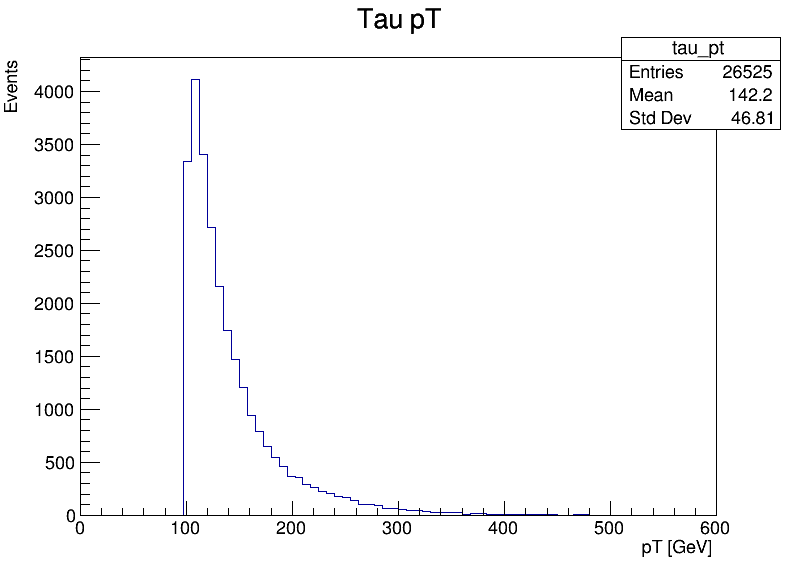 Tau pT
tau_pt
Entries 26525
Mean 142.2
Std Dev 46.81
Events
4000
3500
3000
2500
2000
1500
1000
500
0
0 100 200 300 400 500 600
pT [GeV]